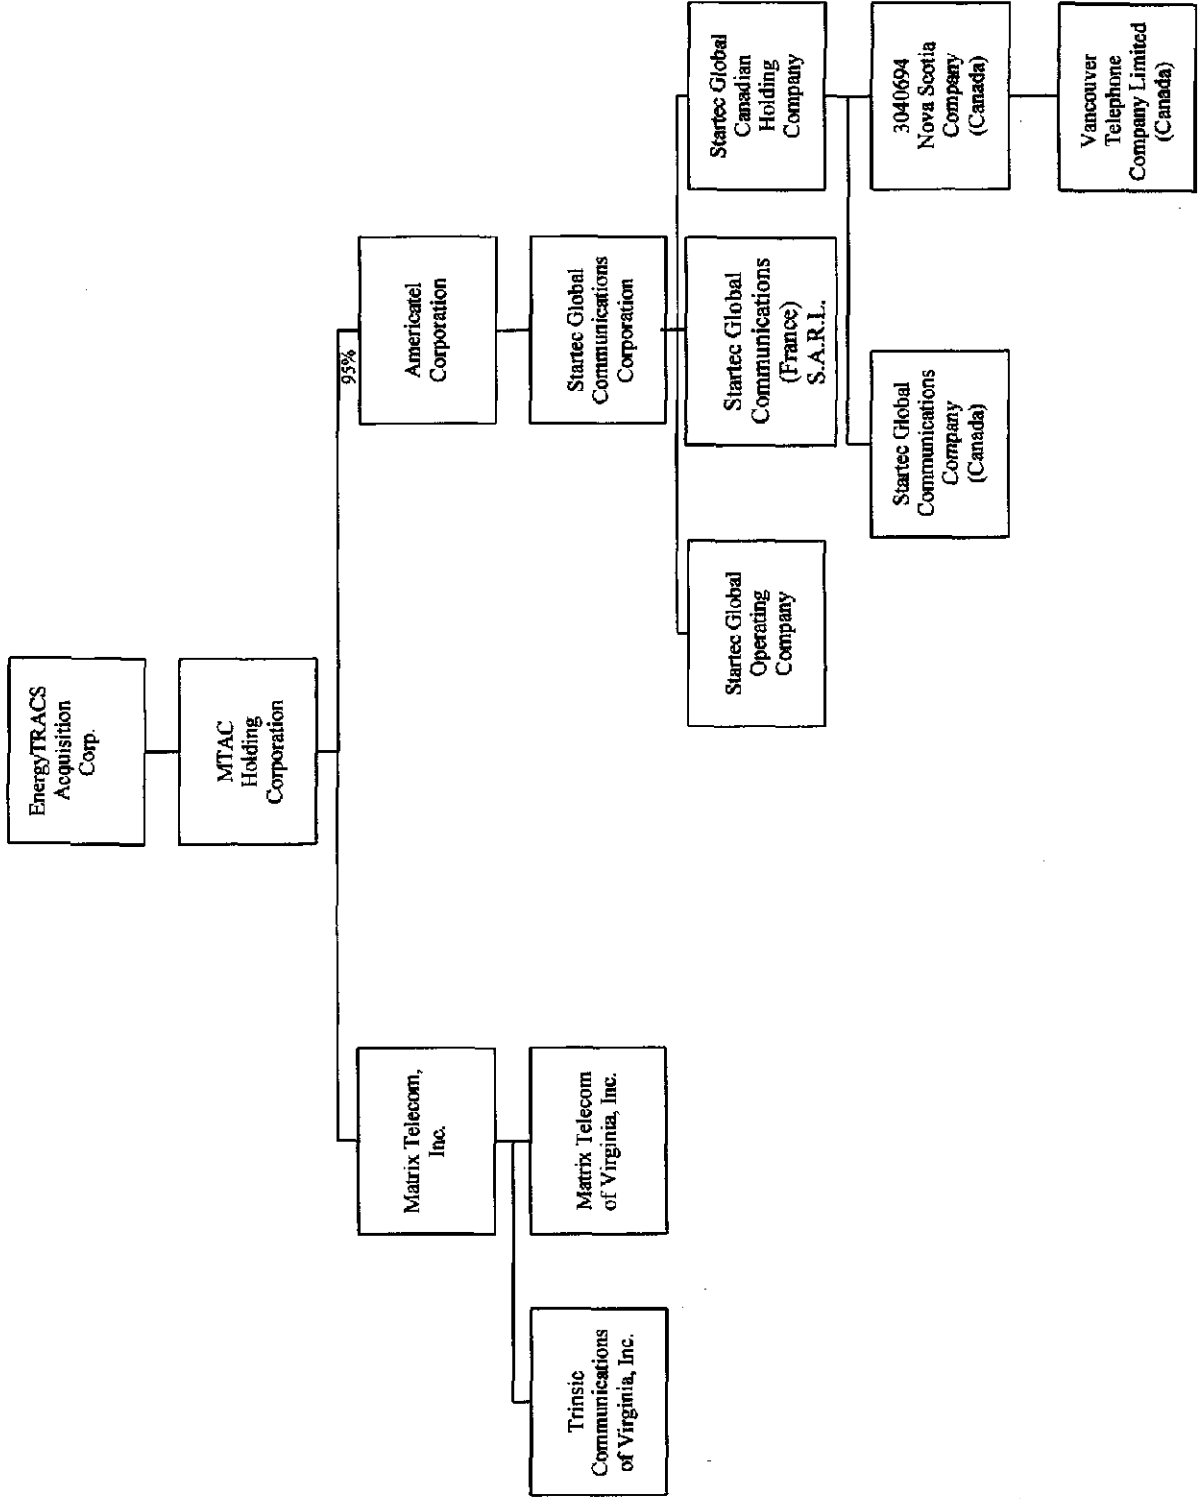 EnergyTRACS
Acquisition
Corp.
MTAC
Holding
Corporation
95%
Matrix Telecom,
Inc.
Americatel
Corporation
Trinsic
Communications
of Virginia, Inc.
Matrix Telecom
of Virginia, Inc.
Startec Global
Communications
Corporation
Startec Global
Operating
Company
Startec Global
Communications
(France)
S.A.R.L.
Startec Global
Canadian
Holding
Company
Startec Global
Communications
Company
(Canada)
3040694
Nova Scotia
Company
(Canada)
Vancouver
Telephone
Company Limited
(Canada)